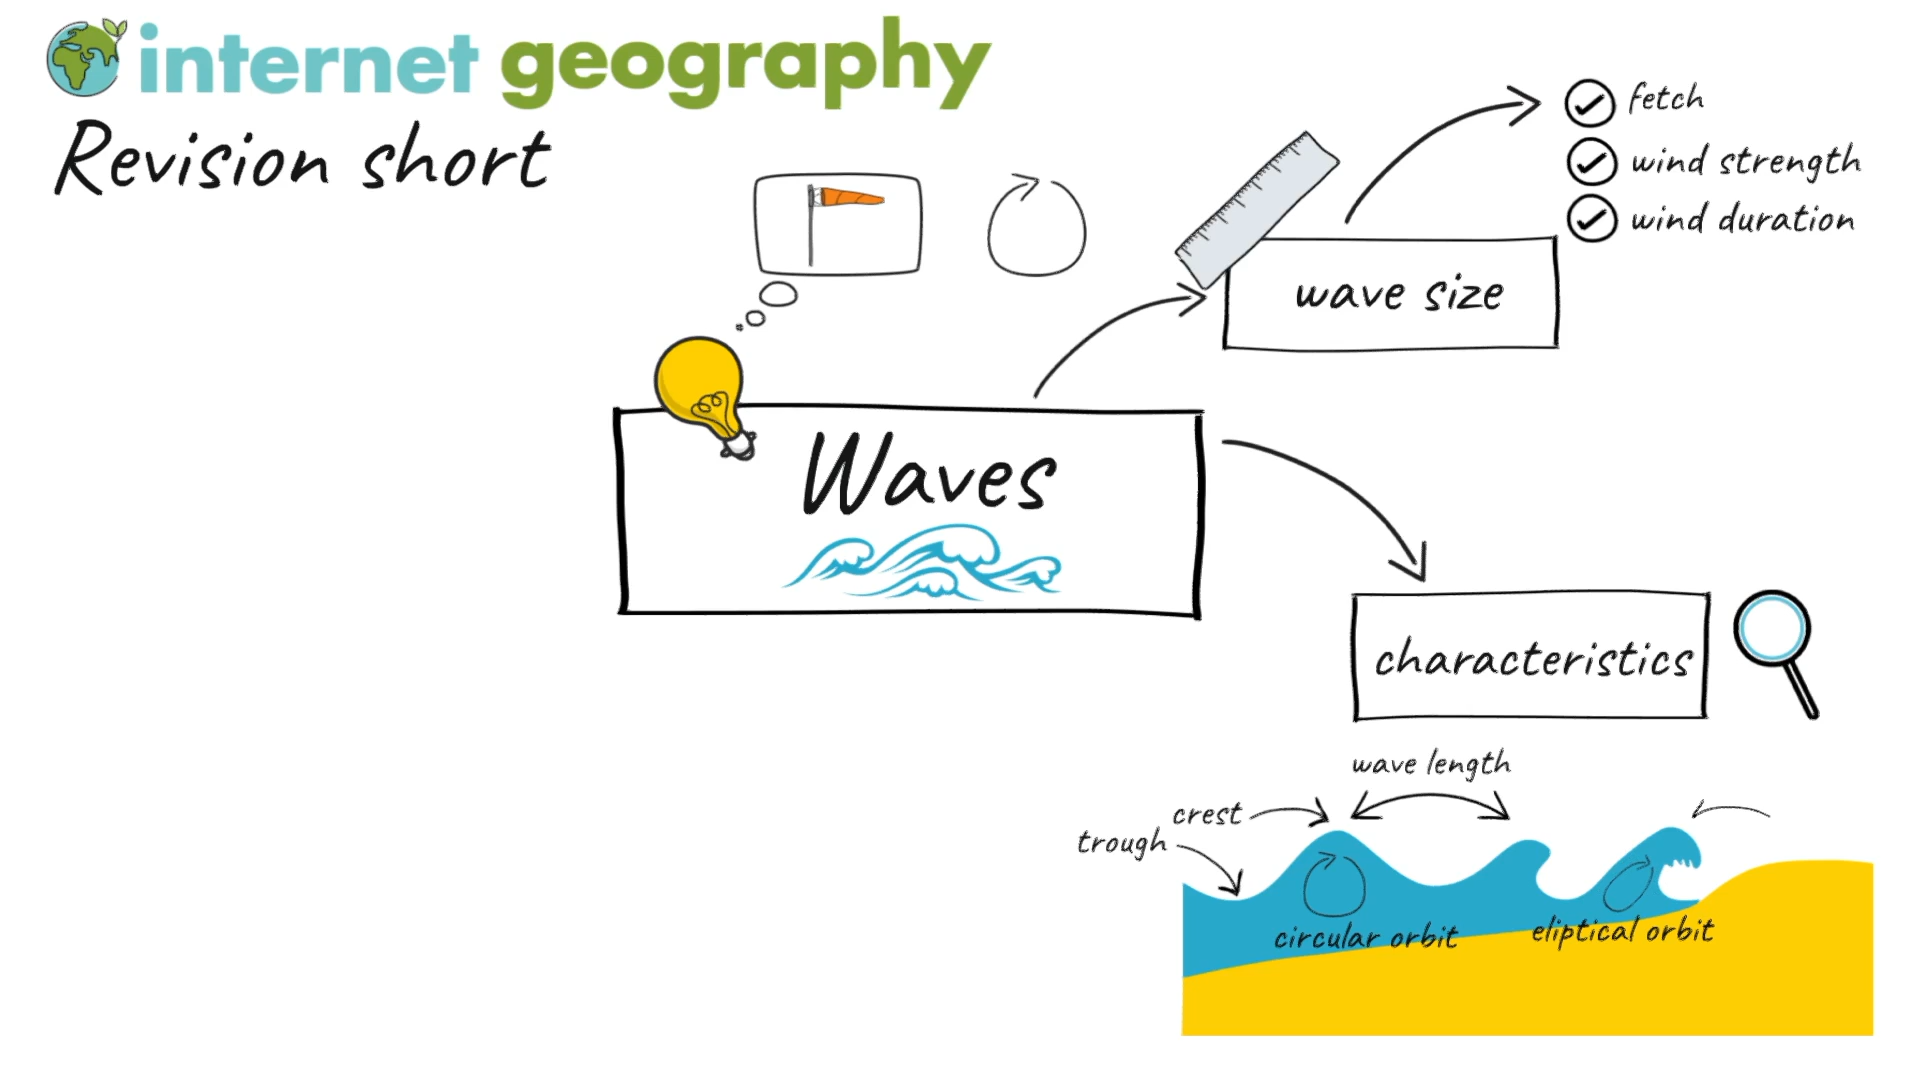 internet geography
Revision short
fetch
wind strength
wind duration
wave size
Waves
characteristics
wave length
crest
trough
circular orbit
eliptical orbit